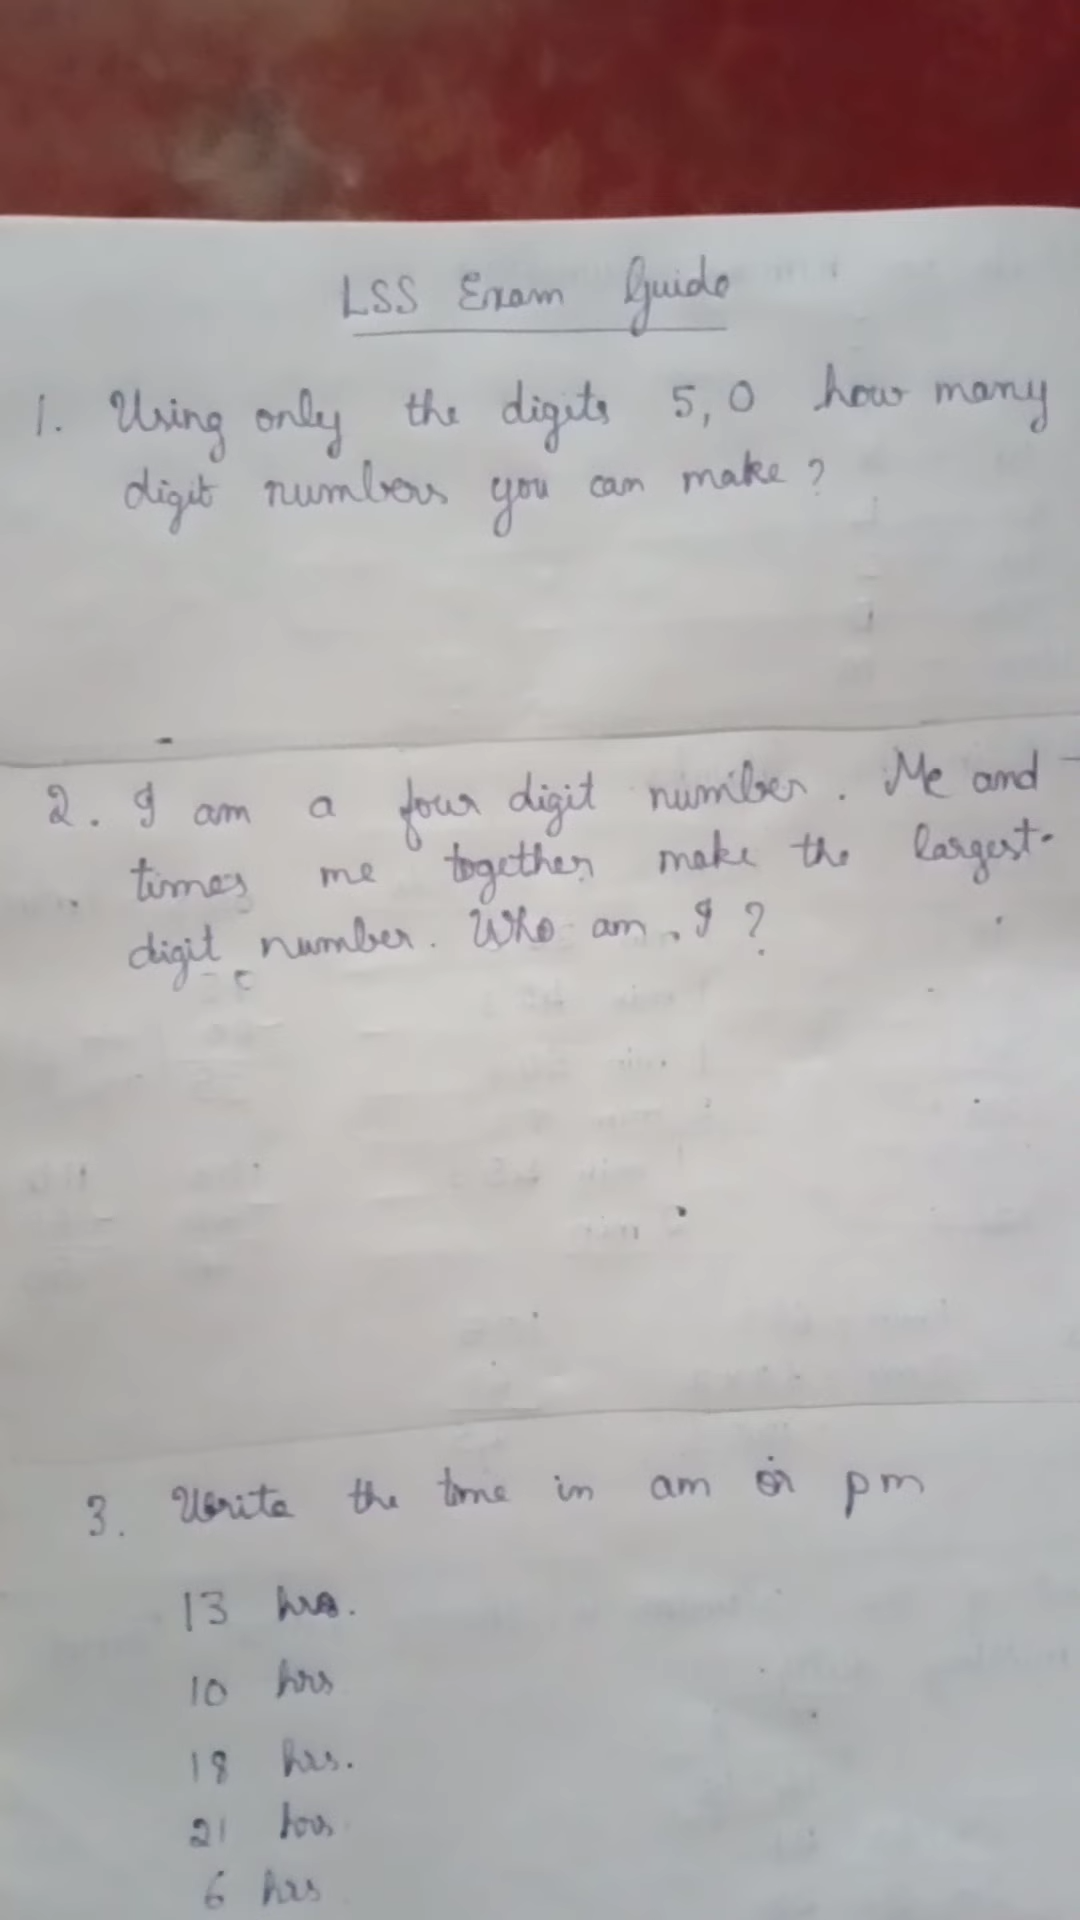 LSS Exam Guide
1. Using only the digits 5, 0 how many
digit numbers you can make?
2. I am a four digit number. Me and
times me together make the largest
digit number. Who am I ?
3. Write the time in am or pm
13 hrs.
10 hrs
18 hrs.
21 hrs
6 hrs